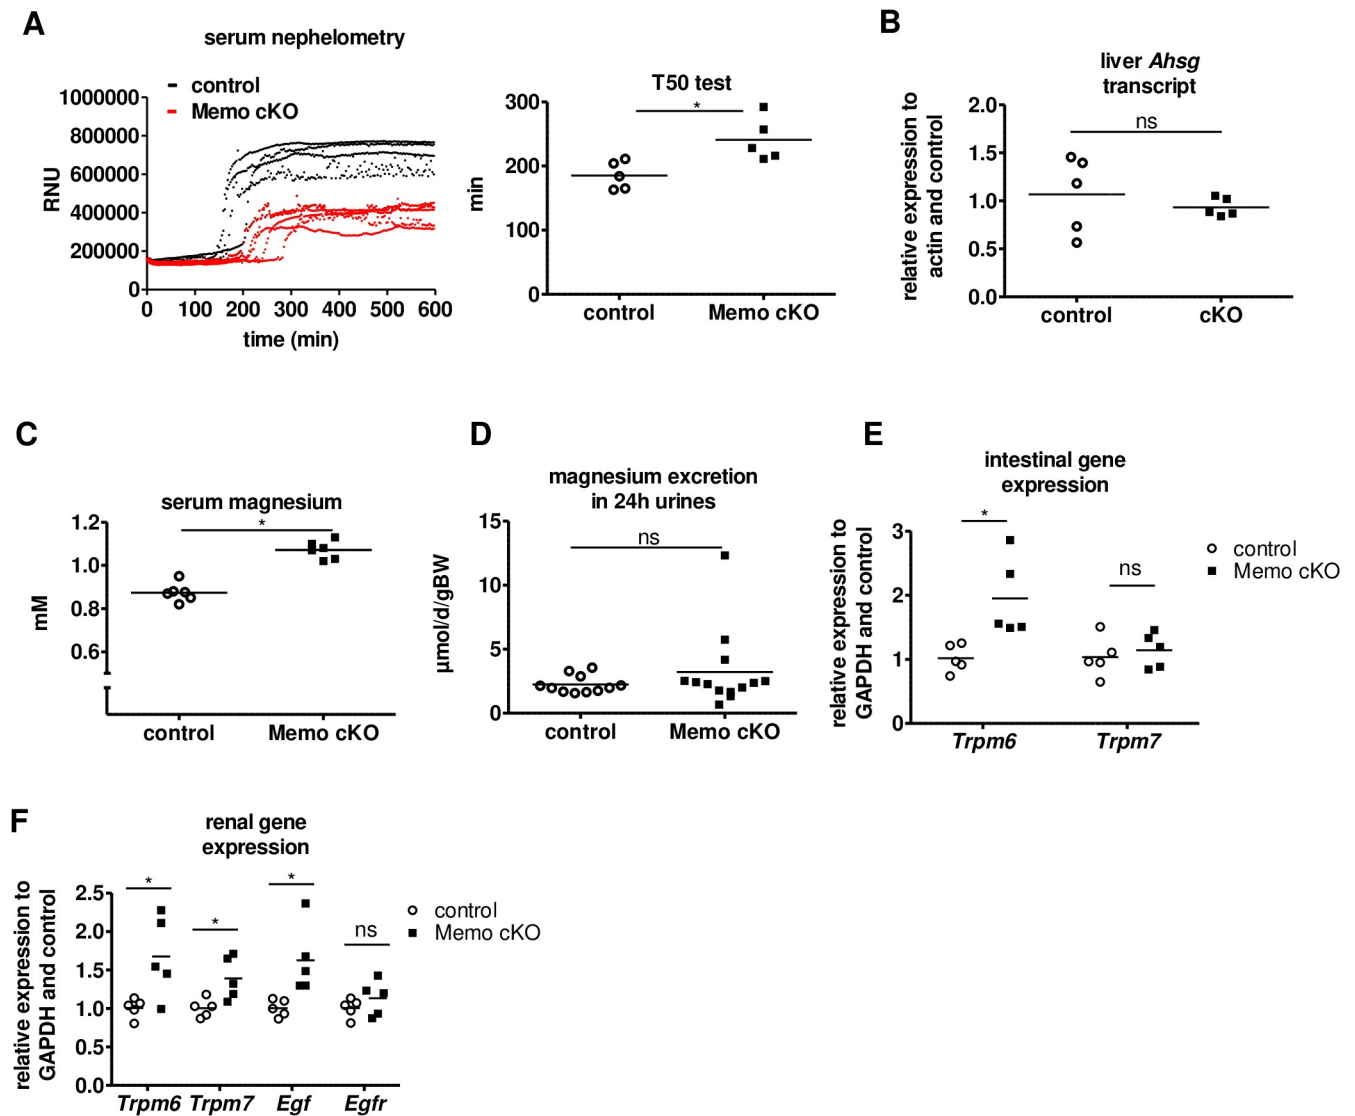 A
serum nephelometry
control
Memo cKO
1000000
800000
600000
400000
200000
0
RNU
0 100 200 300 400 500 600
time (min)
T50 test
*
300
200
100
0
min
control Memo cKO
B
liver Ahsg
transcript
ns
2.0
1.5
1.0
0.5
0.0
relative expression to
actin and control
control cKO
C
serum magnesium
*
1.2
1.0
0.8
0.6
mM
control Memo cKO
D
magnesium excretion
in 24h urines
ns
15
10
5
0
µmol/d/gBW
control Memo cKO
E
intestinal gene
expression
*
ns
3
2
1
0
relative expression to
GAPDH and control
Trpm6 Trpm7
control
Memo cKO
F
renal gene
expression
*
*
*
ns
2.5
2.0
1.5
1.0
0.5
0.0
relative expression to
GAPDH and control
Trpm6 Trpm7 Egf Egfr
control
Memo cKO